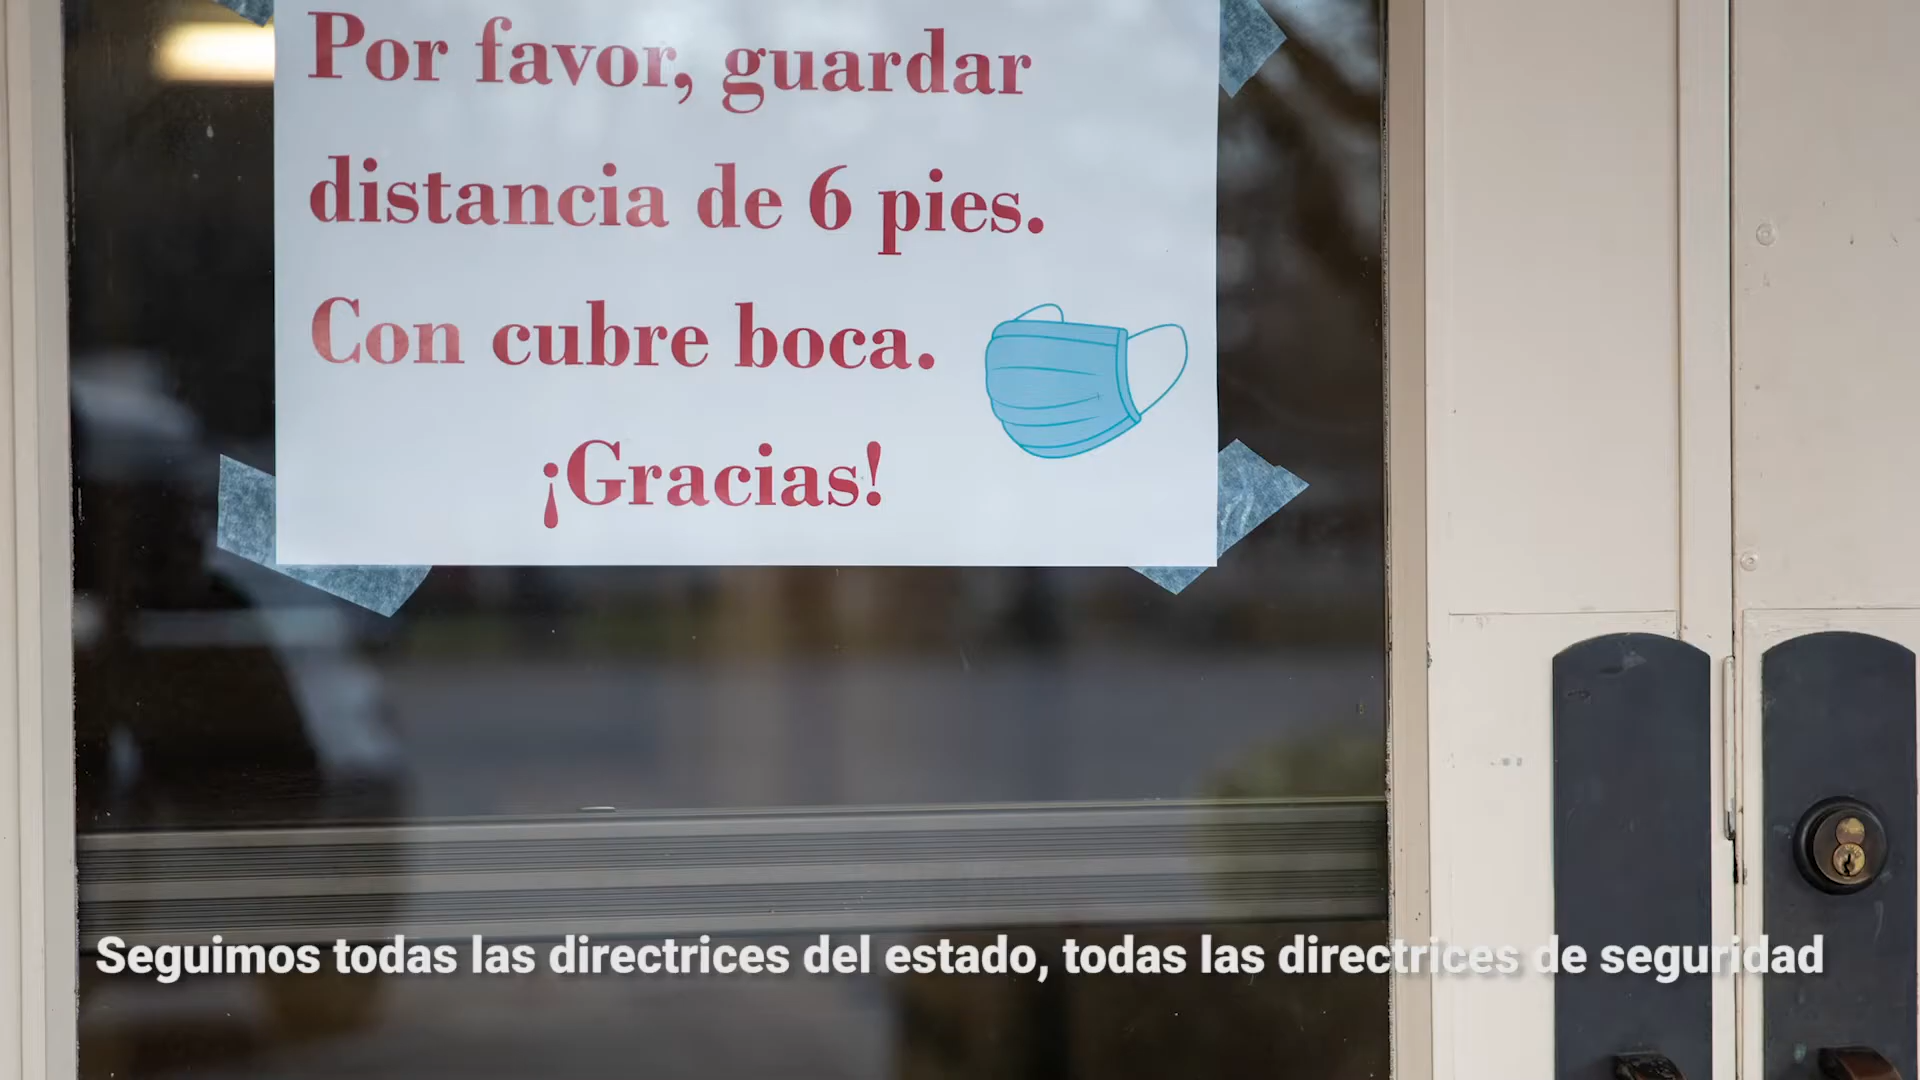 Por favor, guardar
distancia de 6 pies.
Con cubre boca.
¡Gracias!
Seguimos todas las directrices del estado, todas las directrices de seguridad